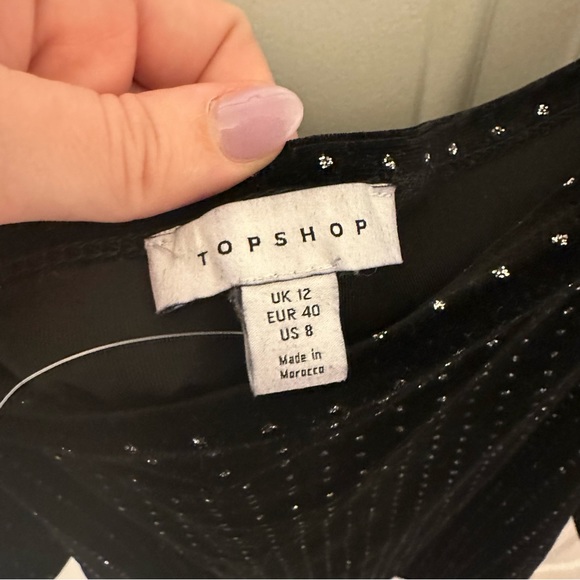 TOPSHOP
UK 12
EUR 40
US 8
Made in
Morocco